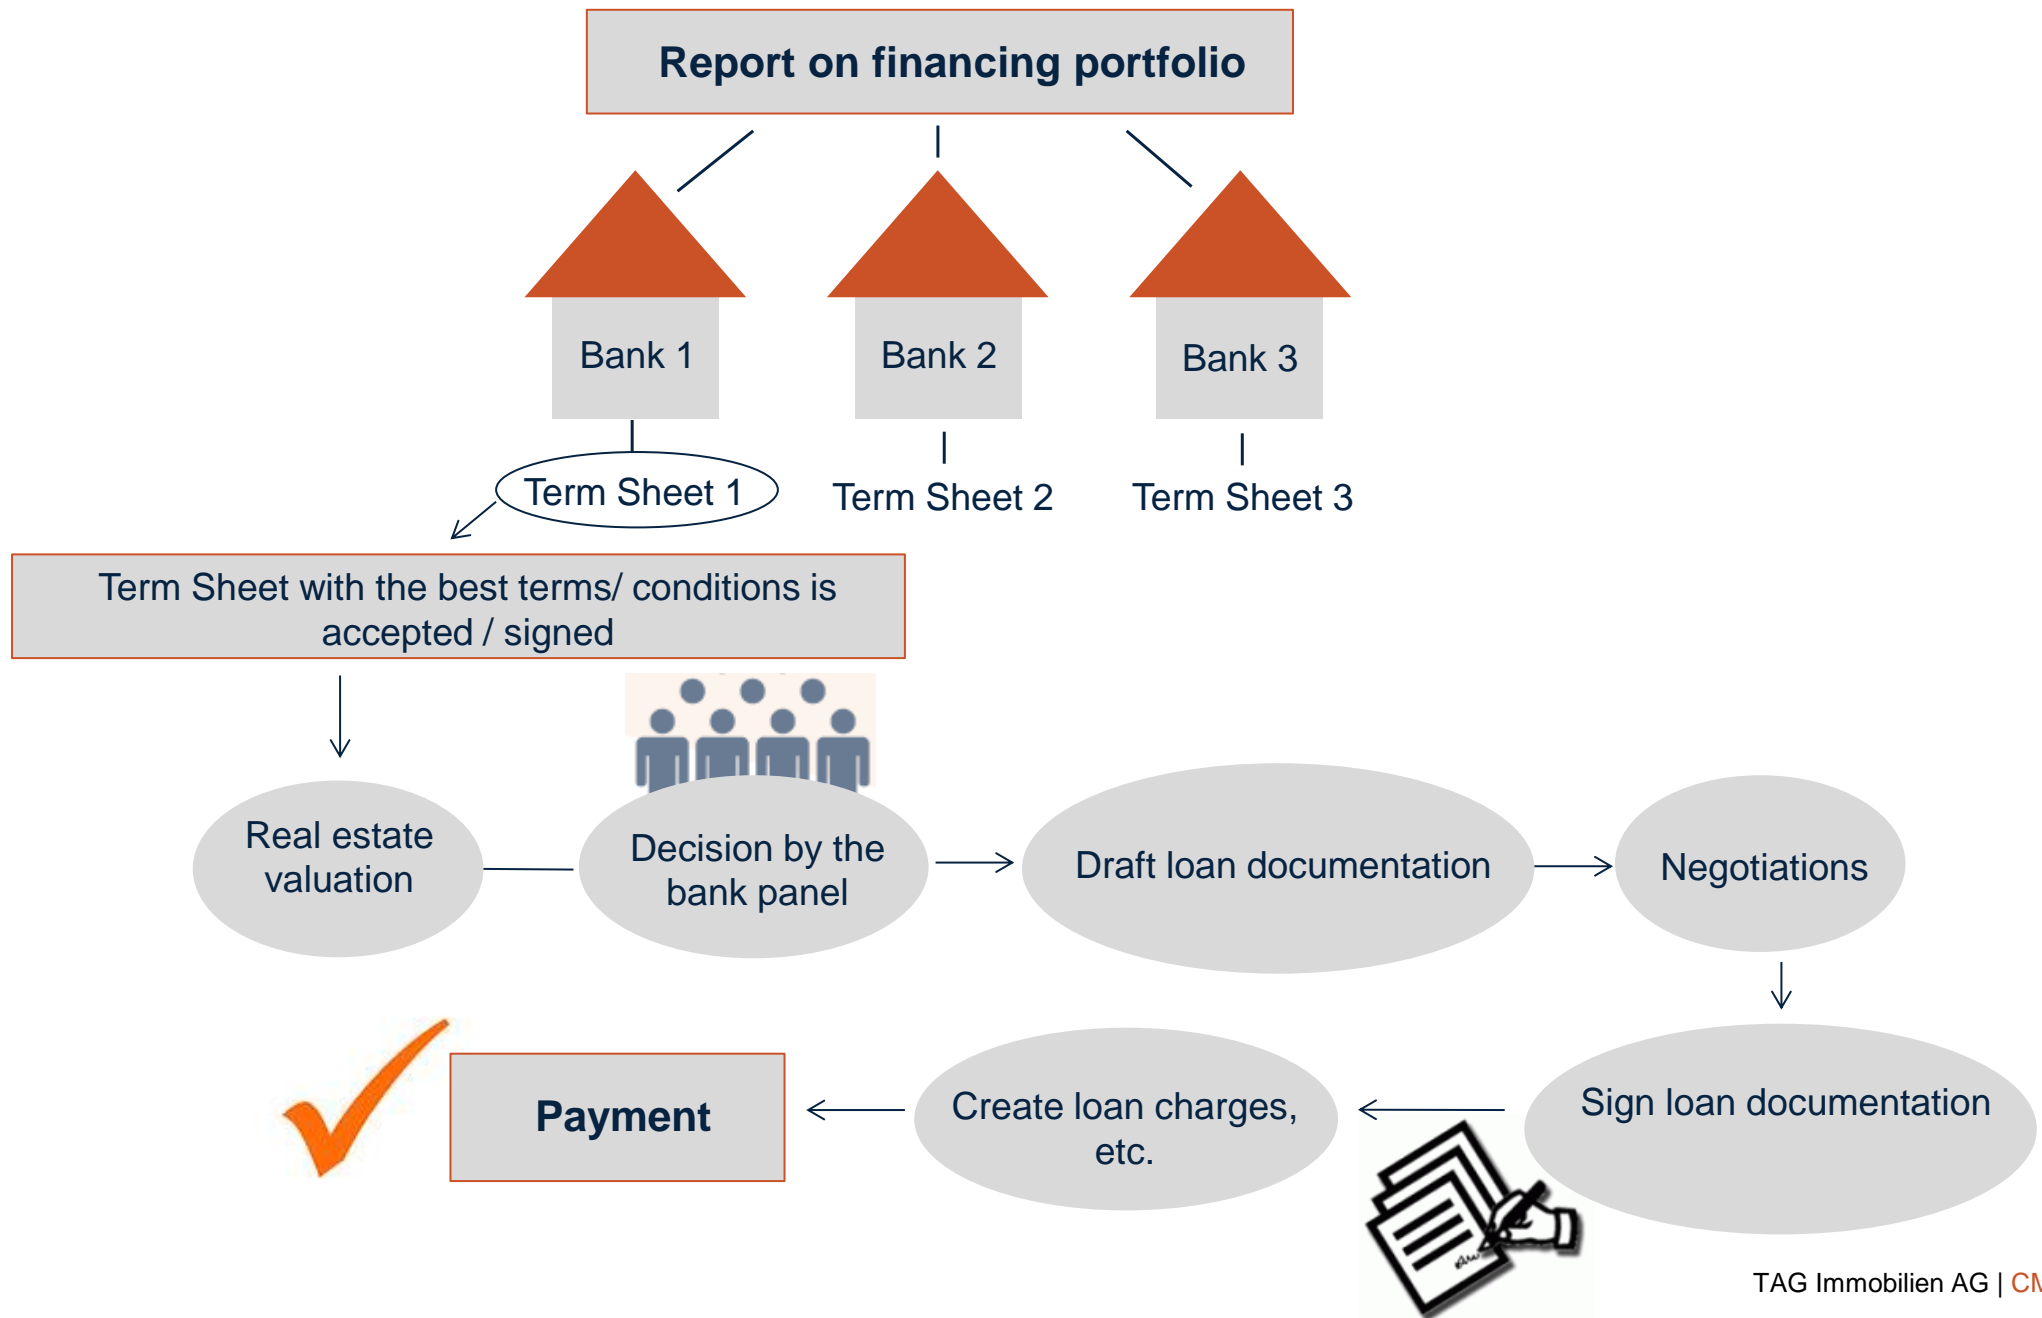 Report on financing portfolio
Bank 1
Bank 2
Bank 3
Term Sheet 1
Term Sheet 2
Term Sheet 3
Term Sheet with the best terms/ conditions is
accepted / signed
Real estate
valuation
Decision by the
bank panel
Draft loan documentation
Negotiations
Sign loan documentation
Create loan charges,
etc.
Payment
TAG Immobilien AG |